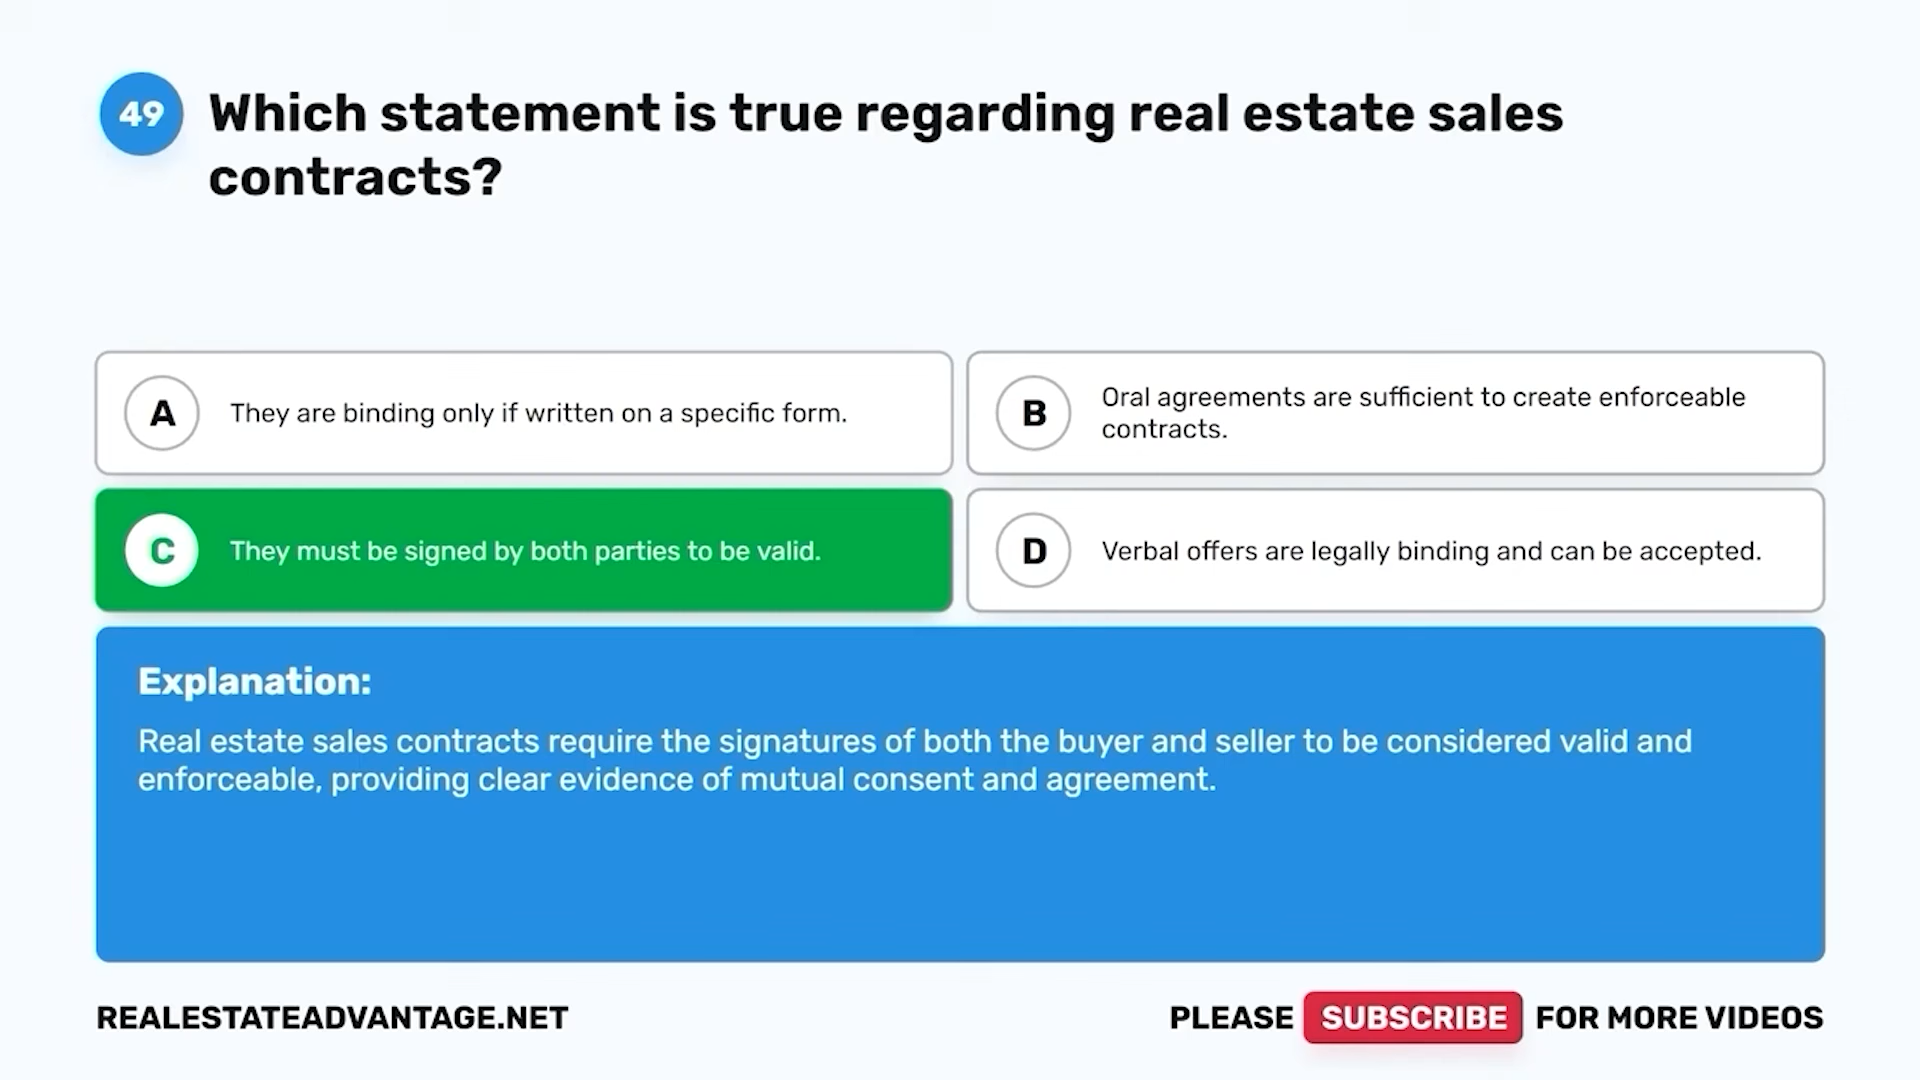 49
Which statement is true regarding real estate sales
contracts?
A
They are binding only if written on a specific form.
B
Oral agreements are sufficient to create enforceable
contracts.
C
They must be signed by both parties to be valid.
D
Verbal offers are legally binding and can be accepted.
Explanation:
Real estate sales contracts require the signatures of both the buyer and seller to be considered valid and
enforceable, providing clear evidence of mutual consent and agreement.
REALESTATEADVANTAGE.NET
PLEASE SUBSCRIBE FOR MORE VIDEOS